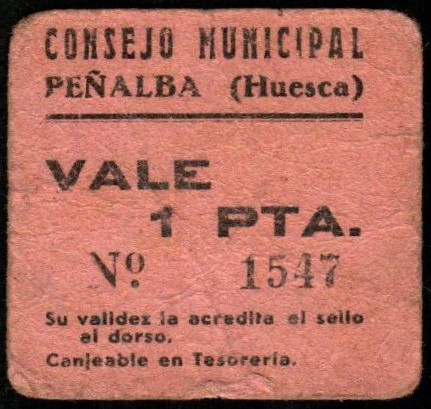 CONSEJO MUNICIPAL
PEÑALBA (Huesca)
VALE
1 PTA.
Nº 1547
Su validez la acredita el sello
al dorso.
Canjeable en Tesorería.